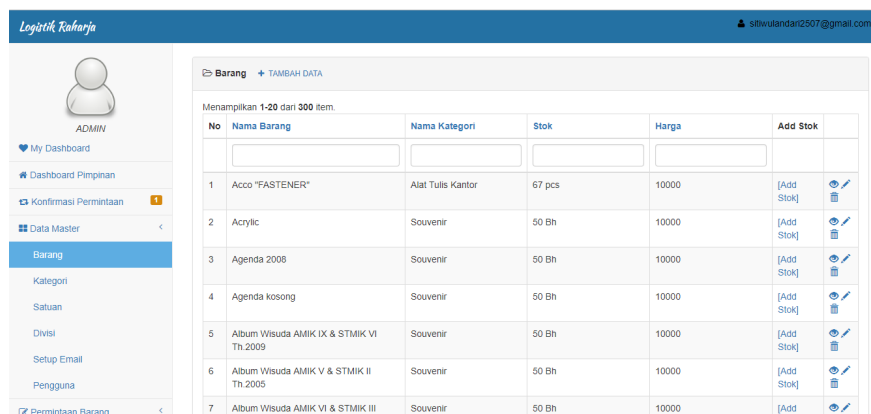 Logistik Raharja
sitiwulandari2507@gmail.com
ADMIN
My Dashboard
Dashboard Pimpinan
Konfirmasi Permintaan 1
Data Master
Barang
Kategori
Satuan
Divisi
Setup Email
Pengguna
Permintaan Barang
Barang + TAMBAH DATA
Menampilkan 1-20 dari 300 item.
No Nama Barang Nama Kategori Stok Harga Add Stok
1 Acco "FASTENER" Alat Tulis Kantor 67 pcs 10000 [Add
Stok]
2 Acrylic Souvenir 50 Bh 10000 [Add
Stok]
3 Agenda 2008 Souvenir 50 Bh 10000 [Add
Stok]
4 Agenda kosong Souvenir 50 Bh 10000 [Add
Stok]
5 Album Wisuda AMIK IX & STMIK VI Souvenir 50 Bh 10000 [Add
Th.2009 Stok]
6 Album Wisuda AMIK V & STMIK II Souvenir 50 Bh 10000 [Add
Th.2005 Stok]
7 Album Wisuda AMIK VI & STMIK III Souvenir 50 Bh 10000 [Add